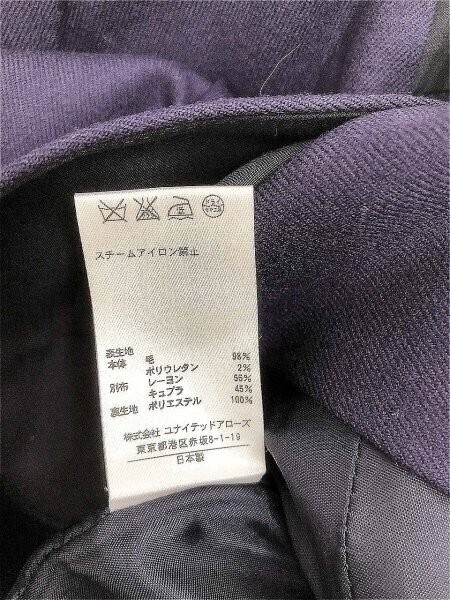 スチームアイロン禁止
表生地
本体 毛 98%
ポリウレタン 2%
別布 レーヨン 55%
キュプラ 45%
裏生地 ポリエステル 100%
株式会社 ユナイテッドアローズ
東京都港区赤坂8-1-19
日本製